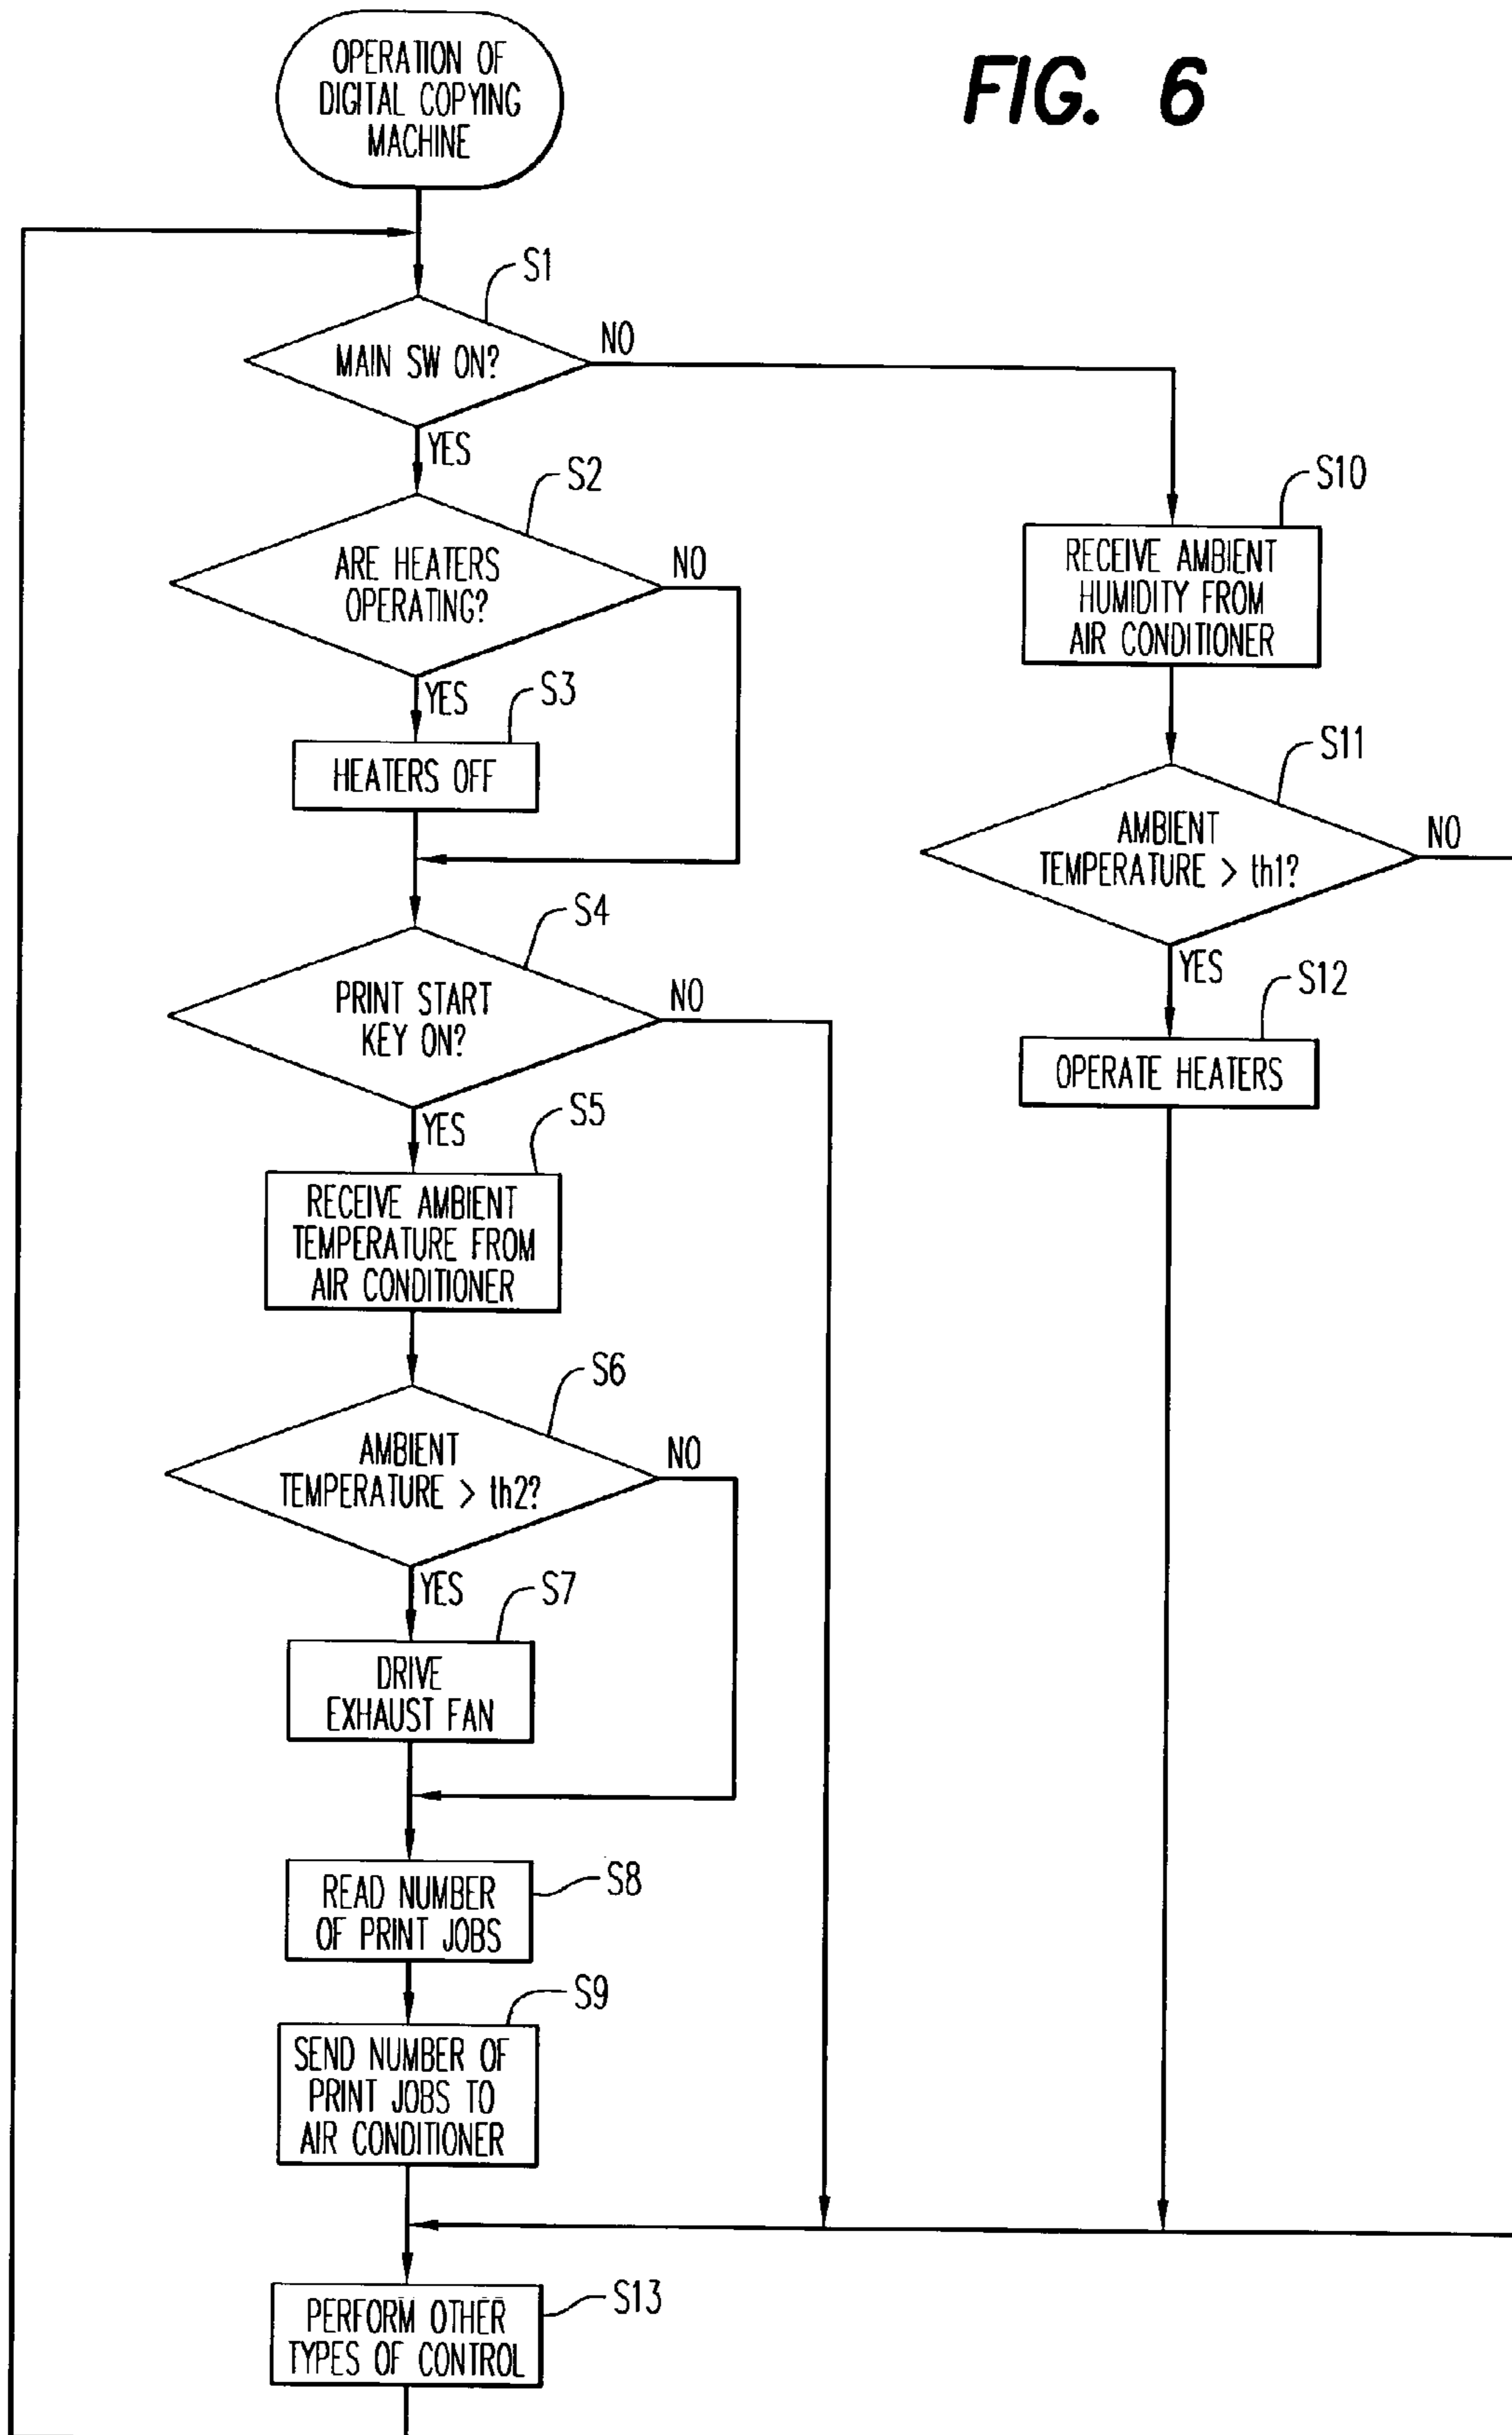 FIG. 6
OPERATION OF
DIGITAL COPYING
MACHINE
S1
MAIN SW ON?
NO
YES
S2
ARE HEATERS
OPERATING?
NO
YES
S3
HEATERS OFF
S4
PRINT START
KEY ON?
NO
YES
S5
RECEIVE AMBIENT
TEMPERATURE FROM
AIR CONDITIONER
S6
AMBIENT
TEMPERATURE > th2?
NO
YES
S7
DRIVE
EXHAUST FAN
S8
READ NUMBER
OF PRINT JOBS
S9
SEND NUMBER OF
PRINT JOBS TO
AIR CONDITIONER
S10
RECEIVE AMBIENT
HUMIDITY FROM
AIR CONDITIONER
S11
AMBIENT
TEMPERATURE > th1?
NO
YES
S12
OPERATE HEATERS
S13
PERFORM OTHER
TYPES OF CONTROL